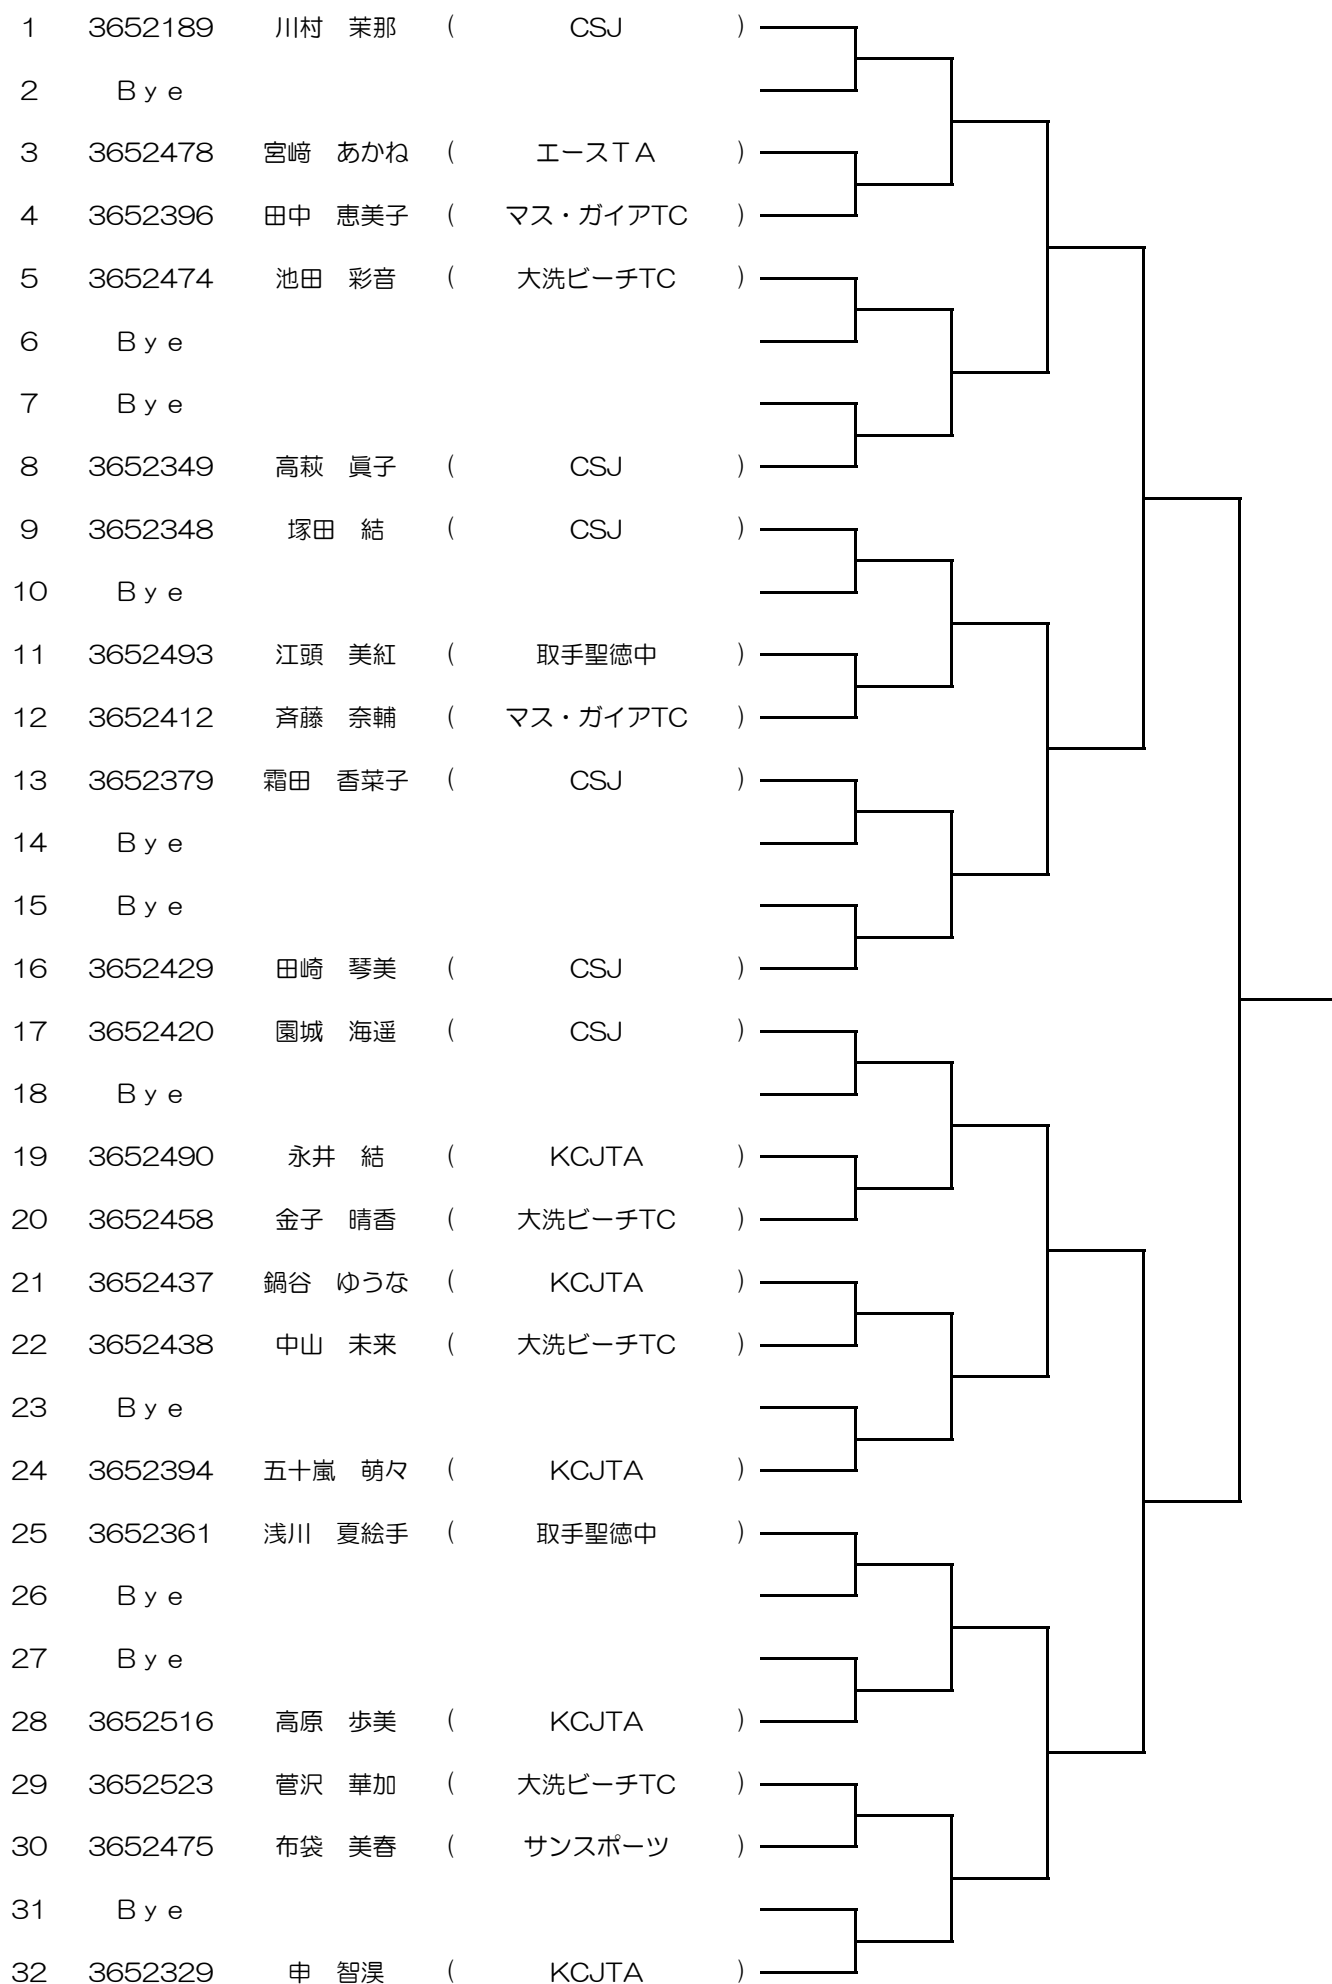 1 3652189 川村 茉那 ( CSJ )
2 Bye
3 3652478 宮﨑 あかね ( エースTA )
4 3652396 田中 恵美子 ( マス・ガイアTC )
5 3652474 池田 彩音 ( 大洗ビーチTC )
6 Bye
7 Bye
8 3652349 高萩 眞子 ( CSJ )
9 3652348 塚田 結 ( CSJ )
10 Bye
11 3652493 江頭 美紅 ( 取手聖徳中 )
12 3652412 斉藤 奈輔 ( マス・ガイアTC )
13 3652379 霜田 香菜子 ( CSJ )
14 Bye
15 Bye
16 3652429 田崎 琴美 ( CSJ )
17 3652420 園城 海遥 ( CSJ )
18 Bye
19 3652490 永井 結 ( KCJTA )
20 3652458 金子 晴香 ( 大洗ビーチTC )
21 3652437 鍋谷 ゆうな ( KCJTA )
22 3652438 中山 未来 ( 大洗ビーチTC )
23 Bye
24 3652394 五十嵐 萌々 ( KCJTA )
25 3652361 浅川 夏絵手 ( 取手聖徳中 )
26 Bye
27 Bye
28 3652516 高原 歩美 ( KCJTA )
29 3652523 菅沢 華加 ( 大洗ビーチTC )
30 3652475 布袋 美春 ( サンスポーツ )
31 Bye
32 3652329 申 智淏 ( KCJTA )